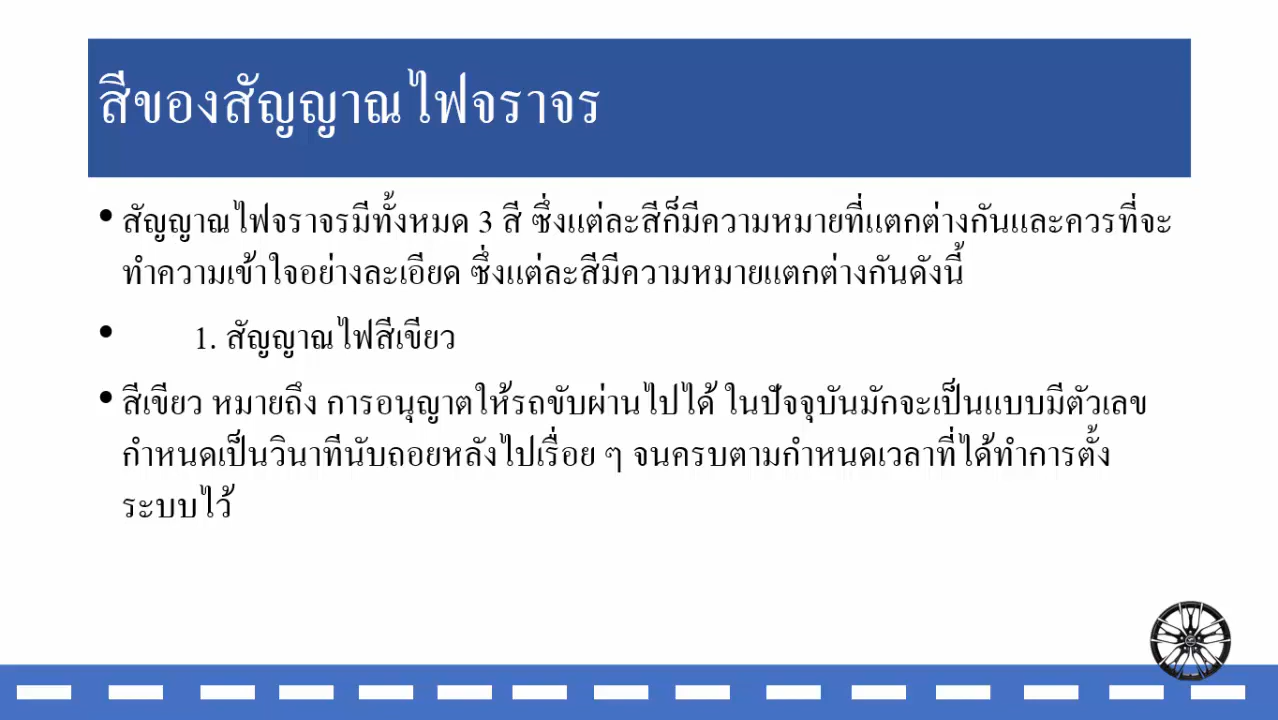 สีของสัญญาณไฟจราจร
• สัญญาณไฟจราจรมีทั้งหมด 3 สี ซึ่งแต่ละสีก็มีความหมายที่แตกต่างกันและควรที่จะ
ทำความเข้าใจอย่างละเอียด ซึ่งแต่ละสีมีความหมายแตกต่างกันดังนี้
• 1. สัญญาณไฟสีเขียว
• สีเขียว หมายถึง การอนุญาตให้รถขับผ่านไปได้ ในปัจจุบันมักจะเป็นแบบมีตัวเลข
กำหนดเป็นวินาทีนับถอยหลังไปเรื่อย ๆ จนครบตามกำหนดเวลาที่ได้ทำการตั้ง
ระบบไว้